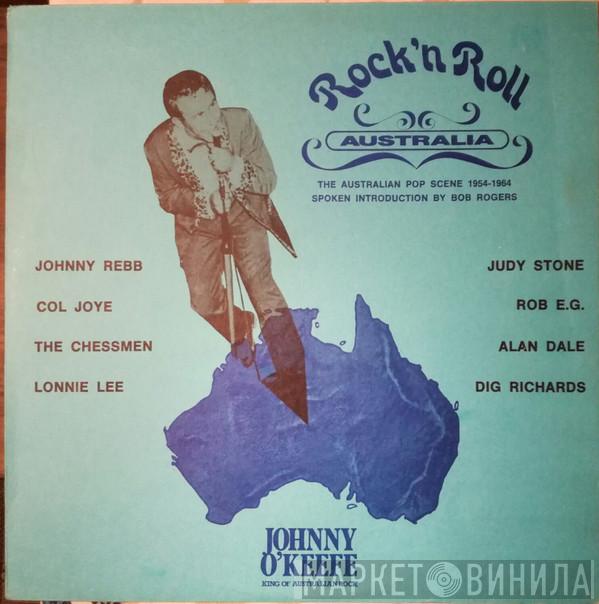 Rock'n Roll
AUSTRALIA
THE AUSTRALIAN POP SCENE 1954-1964
SPOKEN INTRODUCTION BY BOB ROGERS
JOHNNY REBB
COL JOYE
THE CHESSMEN
LONNIE LEE
JUDY STONE
ROB E.G.
ALAN DALE
DIG RICHARDS
JOHNNY
O'KEEFE
KING OF AUSTRALIAN ROCK
МАРКЕТ ВИНИЛА